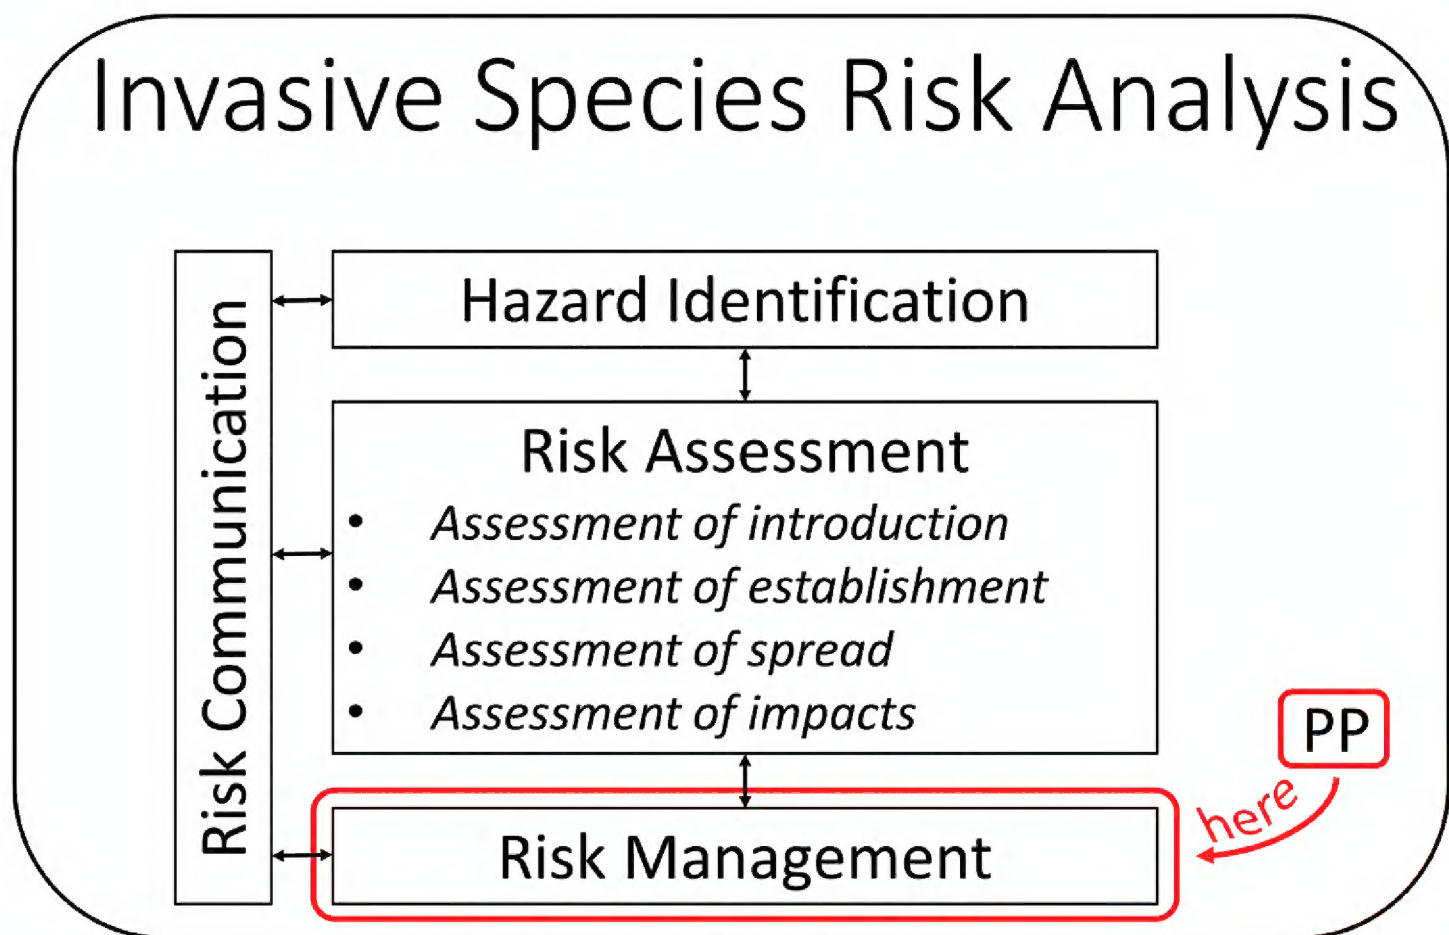 Invasive Species Risk Analysis
Risk Communication
Hazard Identification
Risk Assessment
• Assessment of introduction
• Assessment of establishment
• Assessment of spread
• Assessment of impacts
PP
here
Risk Management